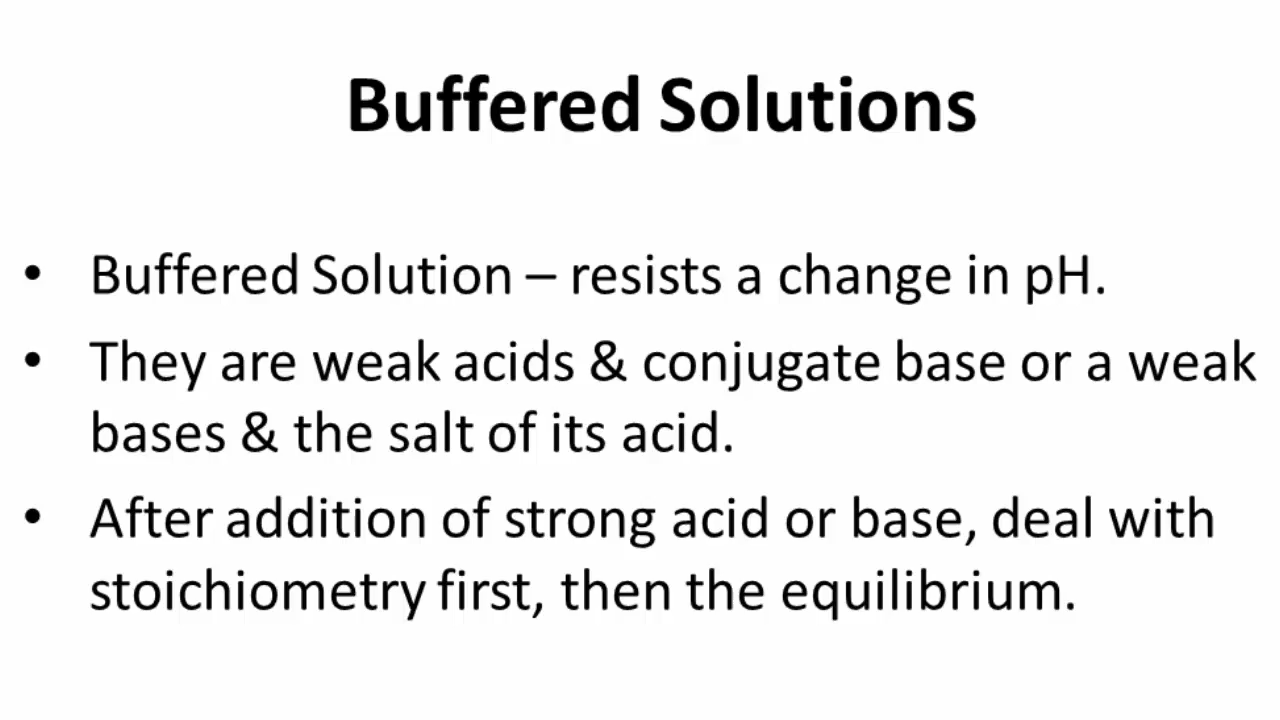 Buffered Solutions
• Buffered Solution – resists a change in pH.
• They are weak acids & conjugate base or a weak
bases & the salt of its acid.
• After addition of strong acid or base, deal with
stoichiometry first, then the equilibrium.